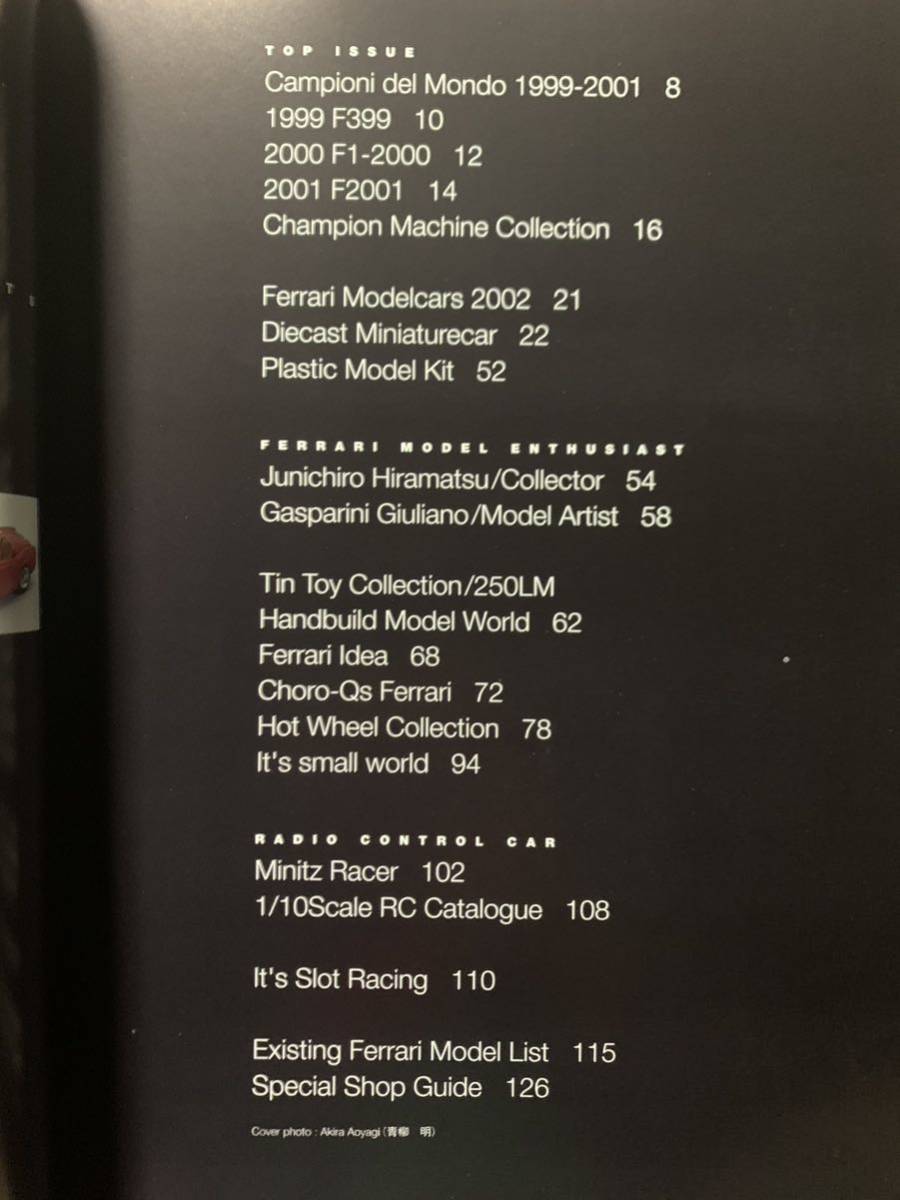 TOP ISSUE
Campioni del Mondo 1999-2001 8
1999 F399 10
2000 F1-2000 12
2001 F2001 14
Champion Machine Collection 16
Ferrari Modelcars 2002 21
Diecast Miniaturecar 22
Plastic Model Kit 52
FERRARI MODEL ENTHUSIAST
Junichiro Hiramatsu/Collector 54
Gasparini Giuliano/Model Artist 58
Tin Toy Collection/250LM
Handbuild Model World 62
Ferrari Idea 68
Choro-Qs Ferrari 72
Hot Wheel Collection 78
It's small world 94
RADIO CONTROL CAR
Minitz Racer 102
1/10Scale RC Catalogue 108
It's Slot Racing 110
Existing Ferrari Model List 115
Special Shop Guide 126
Cover photo : Akira Aoyagi (青柳 明)